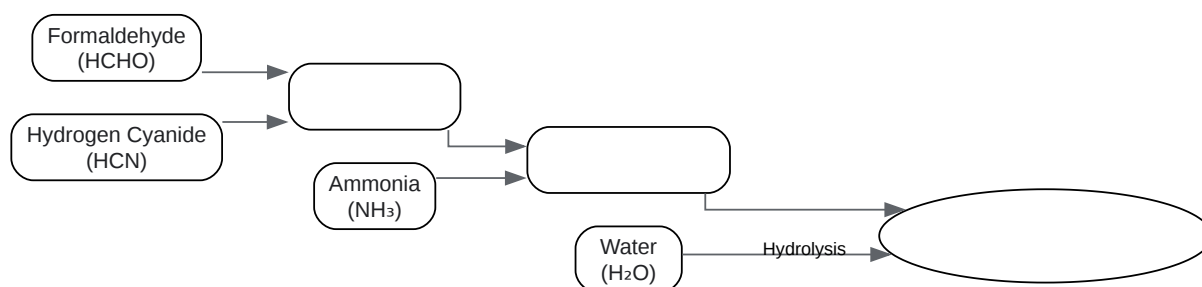 Formaldehyde
(HCHO)
Hydrogen Cyanide
(HCN)
Ammonia
(NH₃)
Water
(H₂O)
Hydrolysis